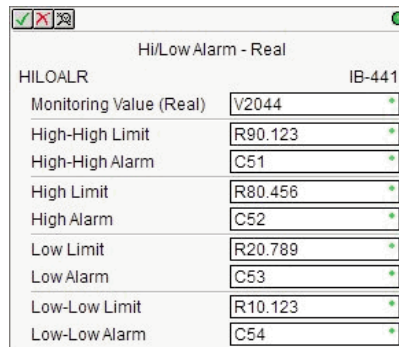 Hi/Low Alarm - Real
HILOALR IB-441
Monitoring Value (Real) V2044
High-High Limit R90.123
High-High Alarm C51
High Limit R80.456
High Alarm C52
Low Limit R20.789
Low Alarm C53
Low-Low Limit R10.123
Low-Low Alarm C54